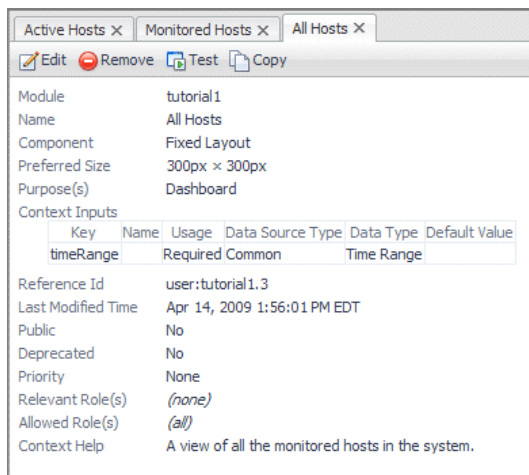 Active Hosts X Monitored Hosts X All Hosts X
Edit Remove Test Copy
Module tutorial1
Name All Hosts
Component Fixed Layout
Preferred Size 300px × 300px
Purpose(s) Dashboard
Context Inputs
Key Name Usage Data Source Type Data Type Default Value
timeRange Required Common Time Range
Reference Id user:tutorial1.3
Last Modified Time Apr 14, 2009 1:56:01 PM EDT
Public No
Deprecated No
Priority None
Relevant Role(s) (none)
Allowed Role(s) (all)
Context Help A view of all the monitored hosts in the system.